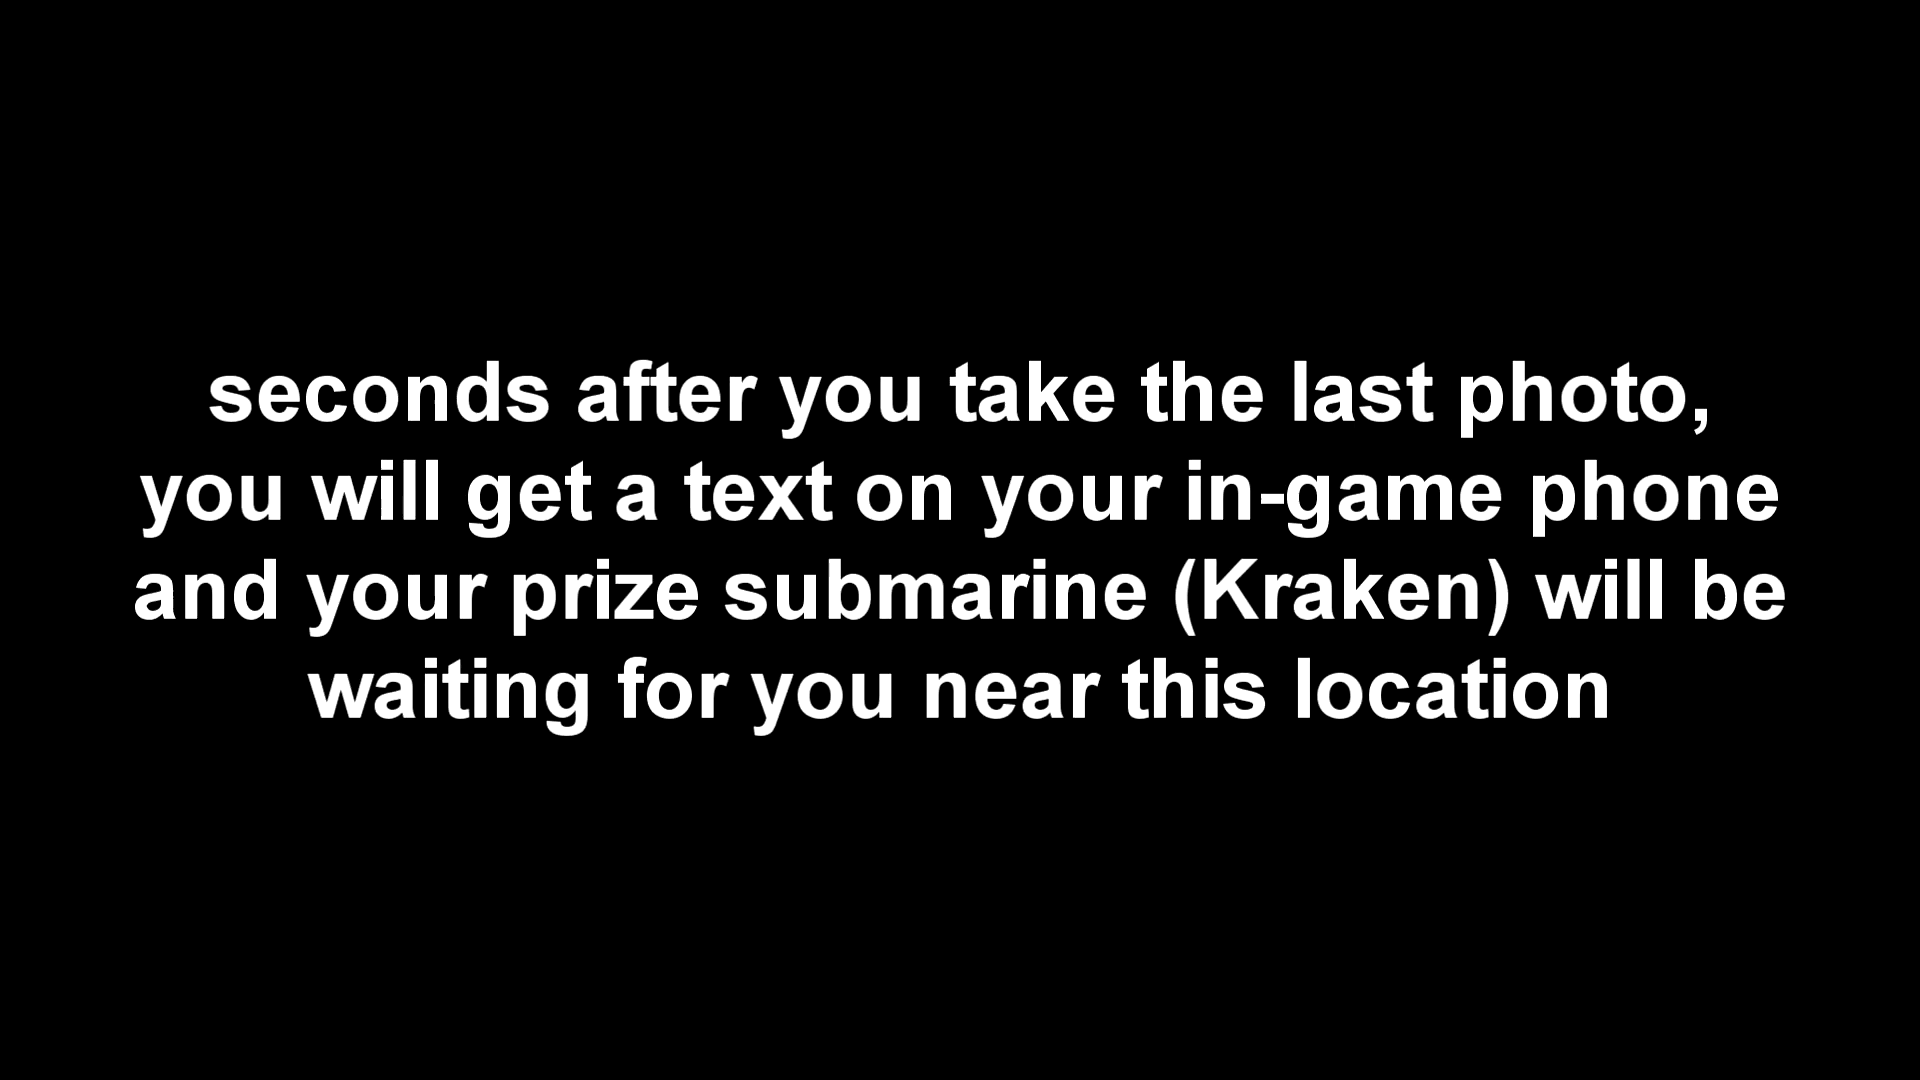 seconds after you take the last photo,
you will get a text on your in-game phone
and your prize submarine (Kraken) will be
waiting for you near this location